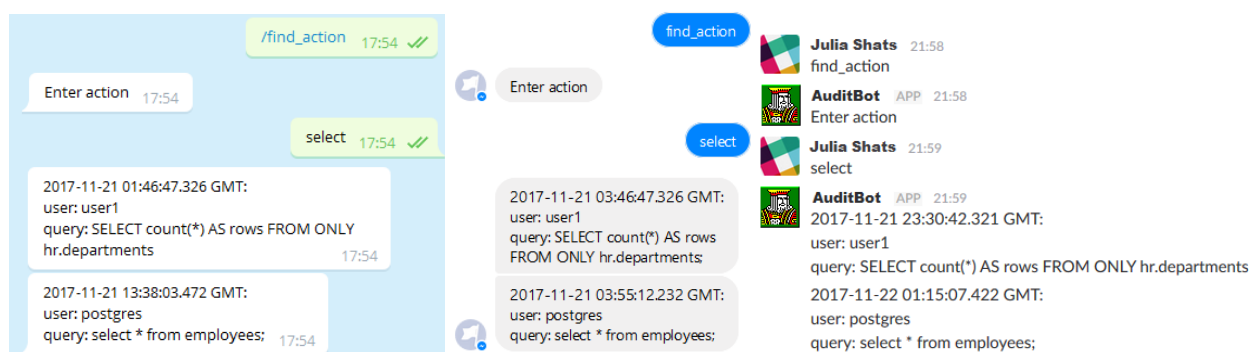 /find_action 17:54
Enter action 17:54
select 17:54
2017-11-21 01:46:47.326 GMT:
user: user1
query: SELECT count(*) AS rows FROM ONLY
hr.departments
17:54
2017-11-21 13:38:03.472 GMT:
user: postgres
query: select * from employees; 17:54
find_action
Enter action
select
2017-11-21 03:46:47.326 GMT:
user: user1
query: SELECT count(*) AS rows
FROM ONLY hr.departments;
2017-11-21 03:55:12.232 GMT:
user: postgres
query: select * from employees;
Julia Shats 21:58
find_action
AuditBot APP 21:58
Enter action
Julia Shats 21:59
select
AuditBot APP 21:59
2017-11-21 23:30:42.321 GMT:
user: user1
query: SELECT count(*) AS rows FROM ONLY hr.departments
2017-11-22 01:15:07.422 GMT:
user: postgres
query: select * from employees;